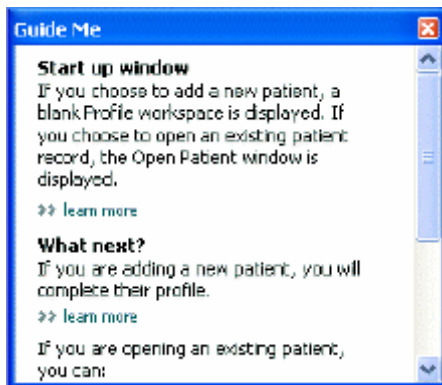 Guide Me
Start up window
If you choose to add a new patient, a
blank Profile workspace is displayed. If
you choose to open an existing patient
record, the Open Patient window is
displayed.
>> learn more
What next?
If you are adding a new patient, you will
complete their profile.
>> learn more
If you are opening an existing patient,
you can: